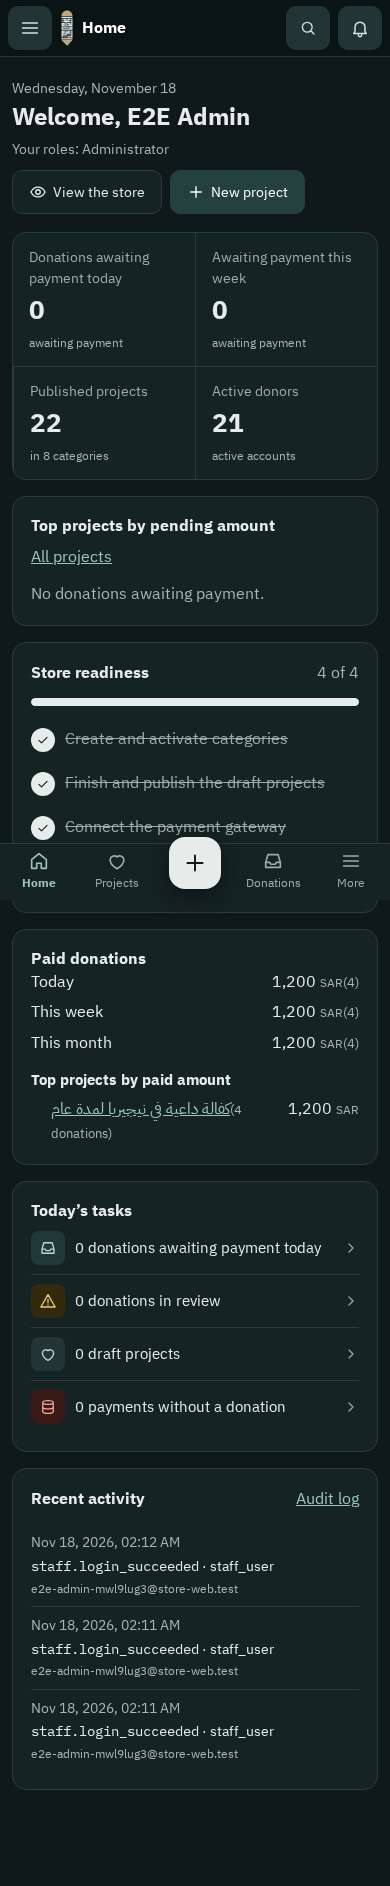 Home
Wednesday, November 18
Welcome, E2E Admin
Your roles: Administrator
View the store
New project
Donations awaiting payment today
0
awaiting payment
Awaiting payment this week
0
awaiting payment
Published projects
22
in 8 categories
Active donors
21
active accounts
Top projects by pending amount
All projects
No donations awaiting payment.
Store readiness 4 of 4
Create and activate categories
Finish and publish the draft projects
Connect the payment gateway
Home
Projects
Donations
More
Paid donations
Today 1,200 SAR(4)
This week 1,200 SAR(4)
This month 1,200 SAR(4)
Top projects by paid amount
كفالة داعية في نيجيريا لمدة عام(4 donations) 1,200 SAR
Today’s tasks
0 donations awaiting payment today
0 donations in review
0 draft projects
0 payments without a donation
Recent activity Audit log
Nov 18, 2026, 02:12 AM
staff.login_succeeded · staff_user
e2e-admin-mwl9lug3@store-web.test
Nov 18, 2026, 02:11 AM
staff.login_succeeded · staff_user
e2e-admin-mwl9lug3@store-web.test
Nov 18, 2026, 02:11 AM
staff.login_succeeded · staff_user
e2e-admin-mwl9lug3@store-web.test